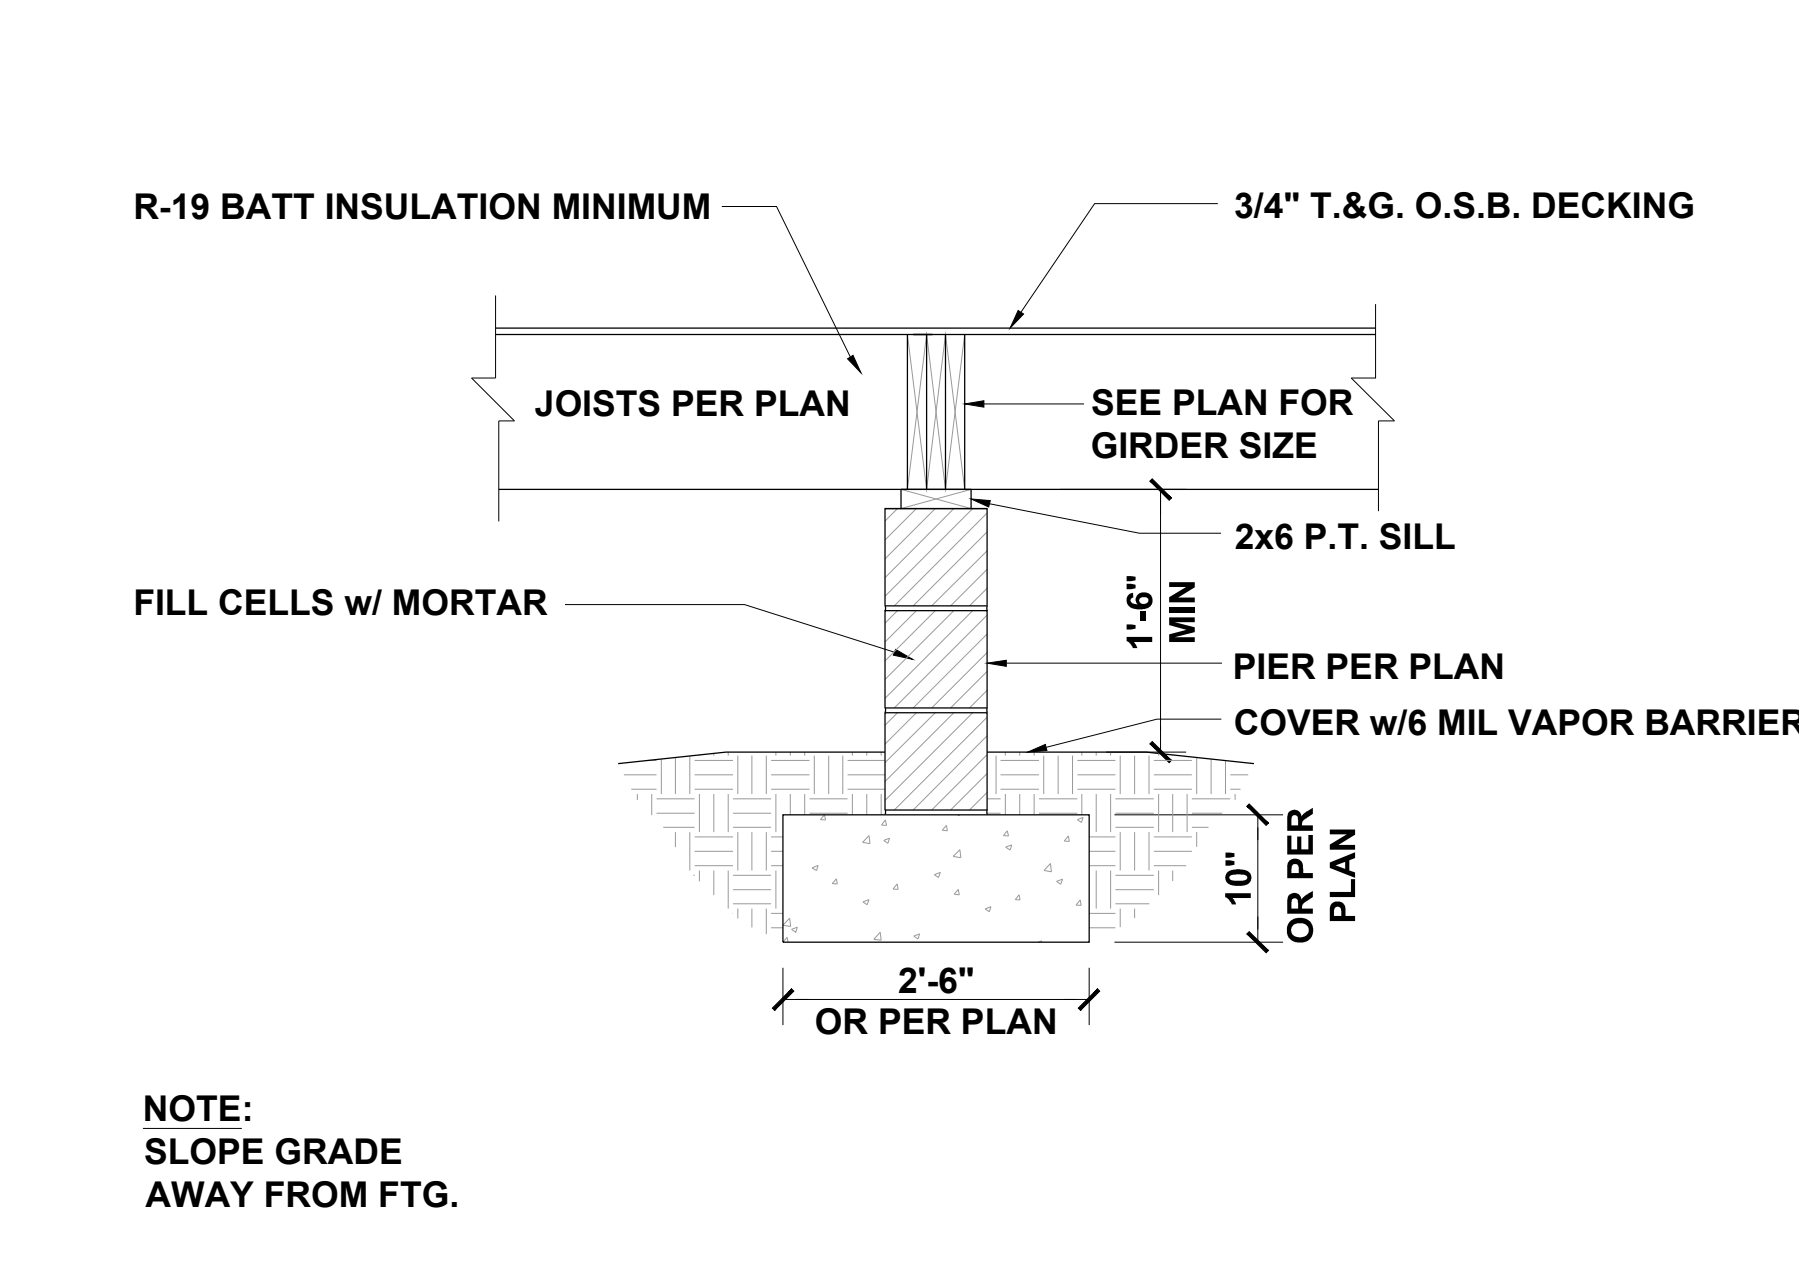 R-19 BATT INSULATION MINIMUM
3/4" T.&G. O.S.B. DECKING
JOISTS PER PLAN
SEE PLAN FOR
GIRDER SIZE
2x6 P.T. SILL
FILL CELLS w/ MORTAR
1'-6"
MIN
PIER PER PLAN
COVER w/6 MIL VAPOR BARRIER
10"
OR PER
PLAN
2'-6"
OR PER PLAN
NOTE:
SLOPE GRADE
AWAY FROM FTG.